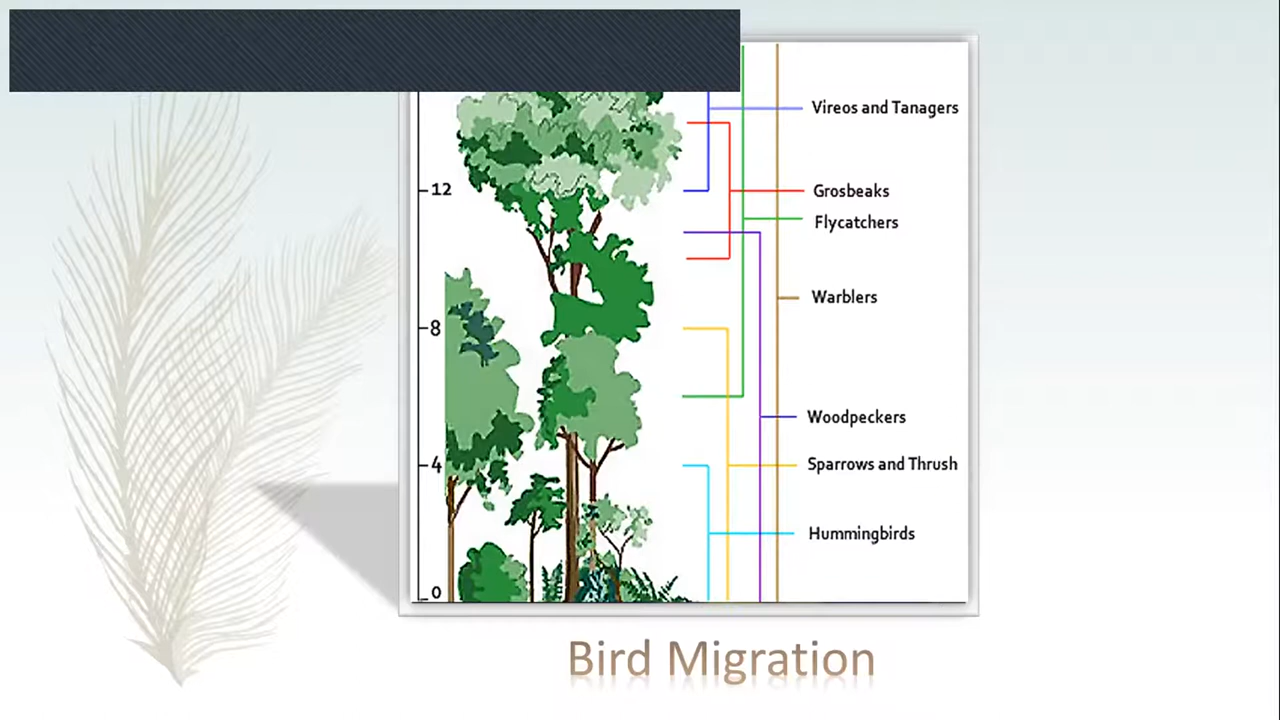 Vireos and Tanagers
12
Grosbeaks
Flycatchers
Warblers
8
Woodpeckers
4
Sparrows and Thrush
Hummingbirds
0
Bird Migration